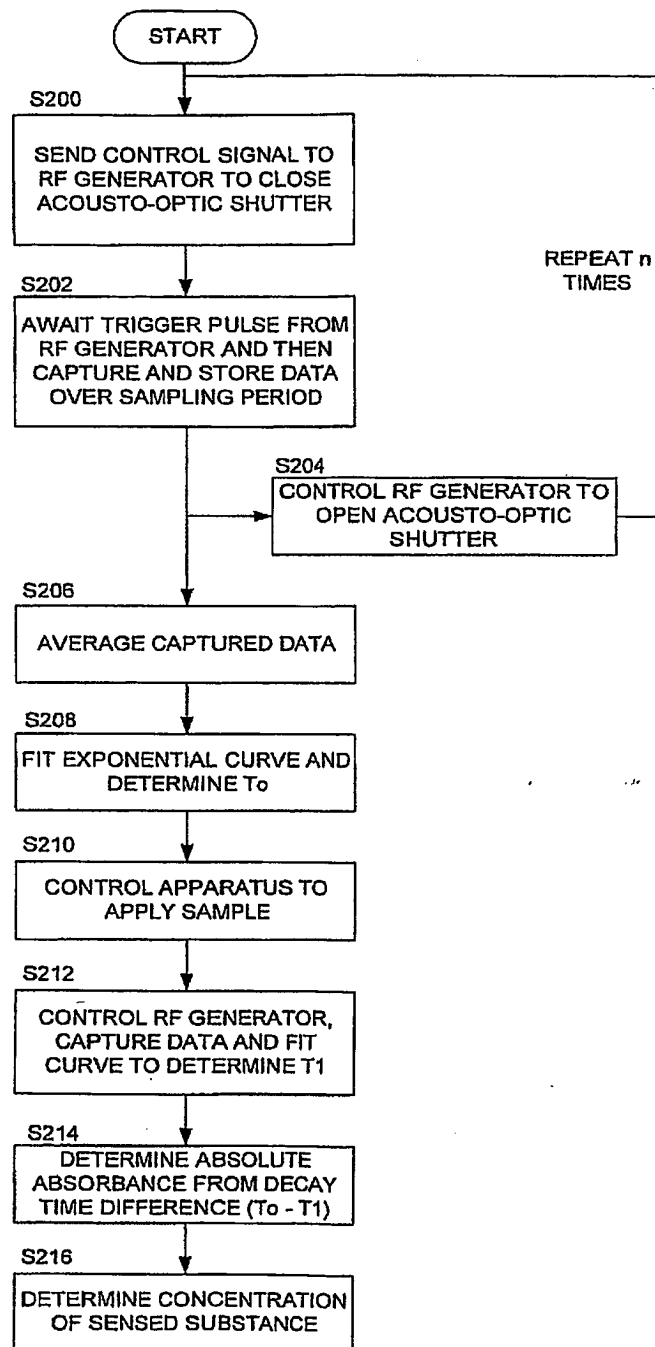 START
S200
SEND CONTROL SIGNAL TO
RF GENERATOR TO CLOSE
ACOUSTO-OPTIC SHUTTER
REPEAT n
TIMES
S202
AWAIT TRIGGER PULSE FROM
RF GENERATOR AND THEN
CAPTURE AND STORE DATA
OVER SAMPLING PERIOD
S204
CONTROL RF GENERATOR TO
OPEN ACOUSTO-OPTIC
SHUTTER
S206
AVERAGE CAPTURED DATA
S208
FIT EXPONENTIAL CURVE AND
DETERMINE To
S210
CONTROL APPARATUS TO
APPLY SAMPLE
S212
CONTROL RF GENERATOR,
CAPTURE DATA AND FIT
CURVE TO DETERMINE T1
S214
DETERMINE ABSOLUTE
ABSORBANCE FROM DECAY
TIME DIFFERENCE (To - T1)
S216
DETERMINE CONCENTRATION
OF SENSED SUBSTANCE